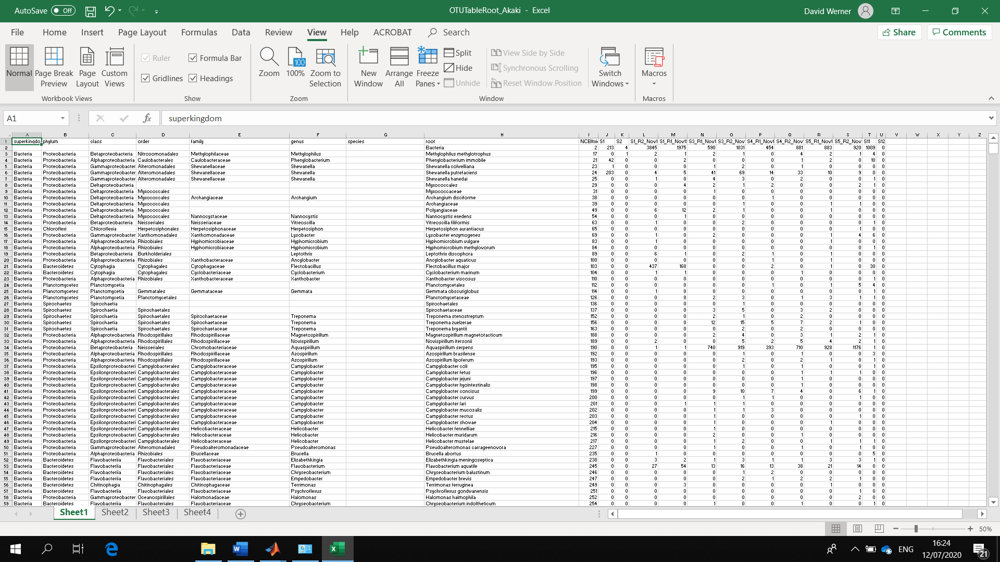 AutoSave Off OTUTableRoot_Akaki - Excel David Werner
File Home Insert Page Layout Formulas Data Review View Help ACROBAT Search Share Comments
Normal Page Break Preview Page Layout Custom Views
Workbook Views
Ruler Formula Bar
Gridlines Headings
Show
Zoom 100% Zoom to Selection
Zoom
New Window Arrange All Freeze Panes
Split View Side by Side
Hide Synchronous Scrolling
Unhide Reset Window Position
Switch Windows
Window
Macros
Macros
A1 fx superkingdom
A B C D E F G H I J K L M N O P Q R S T U V W X Y Z
1 superkingdo phylum class order family genus species root NCBItxi S1 S2 S1_R2_Nov1 S1_R1_Nov1 S3_R1_Nov1 S3_R2_Nov S4_R1_Nov1 S4_R2_Nov S5_R1_Nov1 S5_R2_Nov S11 S12
2 Bacteria 2 213 4 3845 1975 590 1031 454 881 883 920 1009 0
3 Bacteria Proteobacteria Betaproteobacteria Nitrosomonadales Methylophilaceae Methylophilus Methylophilus methylotrophus 17 0 1 2 1 2 1 0 4 2 1 4 0
4 Bacteria Proteobacteria Alphaproteobacteria Caulobacterales Caulobacteraceae Phenylobacterium Phenylobacterium immobile 21 42 0 0 2 0 0 0 1 2 0 10 0
5 Bacteria Proteobacteria Gammaproteobacter Alteromonadales Shewanellaceae Shewanella Shewanella colwelliana 23 1 0 0 0 1 2 0 1 0 0 0 0
6 Bacteria Proteobacteria Gammaproteobacter Alteromonadales Shewanellaceae Shewanella Shewanella putrefaciens 24 203 0 4 5 41 69 14 33 10 9 0 0
7 Bacteria Proteobacteria Gammaproteobacter Alteromonadales Shewanellaceae Shewanella Shewanella hanedai 25 0 0 1 0 4 3 0 2 0 0 1 0
8 Bacteria Proteobacteria Deltaproteobacteria Myxococcales 29 0 0 0 4 2 1 2 0 0 2 1 0
9 Bacteria Proteobacteria Deltaproteobacteria Myxococcales Myxococcaceae 31 0 0 0 0 1 0 0 0 0 0 0 0
10 Bacteria Proteobacteria Deltaproteobacteria Myxococcales Archangiaceae Archangium Archangium disciforme 38 0 0 0 0 0 0 1 0 0 0 0 0
11 Bacteria Proteobacteria Deltaproteobacteria Myxococcales Archangiaceae 39 0 0 0 0 0 1 0 0 1 1 0 0
12 Bacteria Proteobacteria Deltaproteobacteria Myxococcales Polyangiaceae 49 0 0 6 12 2 1 0 0 1 0 0 0
13 Bacteria Proteobacteria Deltaproteobacteria Myxococcales Nannocystaceae Nannocystis Nannocystis exedens 54 0 0 0 1 0 0 0 0 0 0 0 0
14 Bacteria Proteobacteria Betaproteobacteria Neisseriales Neisseriaceae Vitreoscilla Vitreoscilla filiformis 63 0 0 1 0 0 2 0 0 0 0 1 0
15 Bacteria Chloroflexi Chloroflexia Herpetosiphonales Herpetosiphonaceae Herpetosiphon Herpetosiphon aurantiacus 65 0 0 0 0 0 0 0 0 0 1 0 0
16 Bacteria Proteobacteria Gammaproteobacter Xanthomonadales Xanthomonadaceae Lysobacter Lysobacter enzymogenes 69 0 0 1 0 2 0 0 0 1 4 6 0
17 Bacteria Proteobacteria Alphaproteobacteria Rhizobiales Hyphomicrobiaceae Hyphomicrobium Hyphomicrobium vulgare 83 0 0 1 0 0 0 0 0 1 0 0 0
18 Bacteria Proteobacteria Alphaproteobacteria Rhizobiales Hyphomicrobiaceae Hyphomicrobium Hyphomicrobium methylovorum 84 0 0 0 0 0 0 0 0 0 0 1 0
19 Bacteria Proteobacteria Betaproteobacteria Burkholderiales Leptothrix Leptothrix discophora 89 0 0 6 1 0 2 1 0 1 0 0 0
20 Bacteria Proteobacteria Alphaproteobacteria Rhizobiales Xanthobacteraceae Ancylobacter Ancylobacter aquaticus 100 0 0 0 0 0 0 1 0 1 0 0 0
21 Bacteria Bacteroidetes Cytophagia Cytophagales Cytophagaceae Flectobacillus Flectobacillus major 103 0 0 437 168 0 0 2 0 1 0 30 0
22 Bacteria Bacteroidetes Cytophagia Cytophagales Cyclobacteriaceae Cyclobacterium Cyclobacterium marinum 104 0 0 1 1 0 0 0 1 0 0 0 0
23 Bacteria Proteobacteria Alphaproteobacteria Rhizobiales Xanthobacteraceae Xanthobacter Xanthobacter viscosus 110 0 0 0 0 0 0 0 0 0 0 1 0
24 Bacteria Planctomycetes Planctomycetia Planctomycetales 112 0 0 0 0 0 0 1 0 1 5 4 0
25 Bacteria Planctomycetes Planctomycetia Gemmatales Gemmataceae Gemmata Gemmata obscuriglobus 114 0 0 1 0 0 0 0 0 0 0 1 0
26 Bacteria Planctomycetes Planctomycetia Planctomycetales Planctomycetaceae 126 0 0 0 8 2 3 0 1 3 1 1 0
27 Bacteria Spirochaetes Spirochaetia Spirochaetales 136 0 0 0 0 0 1 0 0 0 0 0 0
28 Bacteria Spirochaetes Spirochaetia Spirochaetales Spirochaetaceae 137 0 0 0 0 3 5 0 3 2 0 0 0
29 Bacteria Spirochaetes Spirochaetia Spirochaetales Spirochaetaceae Treponema Treponema stenostreptum 152 0 0 0 0 2 1 0 2 0 0 0 0
30 Bacteria Spirochaetes Spirochaetia Spirochaetales Spirochaetaceae Treponema Treponema zuelzerae 156 0 0 0 0 12 15 5 7 2 1 0 0
31 Bacteria Spirochaetes Spirochaetia Spirochaetales Spirochaetaceae Treponema Treponema bryantii 163 0 0 0 0 0 2 0 2 0 0 0 0
32 Bacteria Proteobacteria Alphaproteobacteria Rhodospirillales Rhodospirillaceae Magnetospirillum Magnetospirillum magnetotacticum 188 0 0 0 0 2 4 0 3 1 2 1 0
33 Bacteria Proteobacteria Alphaproteobacteria Rhodospirillales Rhodospirillaceae Novispirillum Novispirillum itersonii 189 0 0 2 0 0 5 2 5 4 2 1 0
34 Bacteria Proteobacteria Betaproteobacteria Neisseriales Chromobacteriaceae Aquaspirillum Aquaspirillum serpens 190 0 0 1 1 740 919 393 710 928 1176 1 0
35 Bacteria Proteobacteria Alphaproteobacteria Rhodospirillales Rhodospirillaceae Azospirillum Azospirillum brasilense 192 0 0 0 0 0 1 0 1 0 0 3 0
36 Bacteria Proteobacteria Alphaproteobacteria Rhodospirillales Rhodospirillaceae Azospirillum Azospirillum lipoferum 193 0 0 0 0 0 2 0 2 1 0 1 0
37 Bacteria Proteobacteria Epsilonproteobacteri Campylobacterales Campylobacteraceae Campylobacter Campylobacter coli 195 0 0 0 0 0 1 0 1 1 0 0 0
38 Bacteria Proteobacteria Epsilonproteobacteri Campylobacterales Campylobacteraceae Campylobacter Campylobacter fetus 196 0 0 0 0 0 0 0 1 1 0 0 0
39 Bacteria Proteobacteria Epsilonproteobacteri Campylobacterales Campylobacteraceae Campylobacter Campylobacter jejuni 197 0 0 0 0 0 0 0 1 0 0 0 0
40 Bacteria Proteobacteria Epsilonproteobacteri Campylobacterales Campylobacteraceae Campylobacter Campylobacter hyointestinalis 198 0 0 0 0 0 0 0 1 0 0 0 0
41 Bacteria Proteobacteria Epsilonproteobacteri Campylobacterales Campylobacteraceae Campylobacter Campylobacter concisus 199 0 0 0 0 9 10 7 4 0 6 1 0
42 Bacteria Proteobacteria Epsilonproteobacteri Campylobacterales Campylobacteraceae Campylobacter Campylobacter curvus 200 0 0 0 0 0 1 1 0 0 1 0 0
43 Bacteria Proteobacteria Epsilonproteobacteri Campylobacterales Campylobacteraceae Campylobacter Campylobacter lari 201 0 0 0 1 1 1 0 0 0 0 0 0
44 Bacteria Proteobacteria Epsilonproteobacteri Campylobacterales Campylobacteraceae Campylobacter Campylobacter mucosalis 202 0 0 0 0 1 1 3 0 0 0 0 0
45 Bacteria Proteobacteria Epsilonproteobacteri Campylobacterales Campylobacteraceae Campylobacter Campylobacter rectus 203 0 0 0 0 1 0 0 0 0 1 0 0
46 Bacteria Proteobacteria Epsilonproteobacteri Campylobacterales Campylobacteraceae Campylobacter Campylobacter showae 204 0 0 0 0 1 0 0 0 1 0 0 0
47 Bacteria Proteobacteria Epsilonproteobacteri Campylobacterales Helicobacteraceae Helicobacter Helicobacter fennelliae 215 0 0 0 0 1 0 0 0 0 0 0 0
48 Bacteria Proteobacteria Epsilonproteobacteri Campylobacterales Helicobacteraceae Helicobacter Helicobacter muridarum 216 0 0 0 0 2 0 0 1 0 0 0 0
49 Bacteria Proteobacteria Epsilonproteobacteri Campylobacterales Helicobacteraceae Helicobacter Helicobacter mustelae 217 0 0 0 0 1 2 0 0 1 1 1 0
50 Bacteria Proteobacteria Gammaproteobacter Alteromonadales Pseudoalteromonadaceae Pseudoalteromonas Pseudoalteromonas carrageenovora 227 0 0 0 0 1 0 0 1 0 1 0 0
51 Bacteria Proteobacteria Alphaproteobacteria Rhizobiales Brucellaceae Brucella Brucella abortus 235 0 0 1 0 0 0 0 0 0 0 5 0
52 Bacteria Bacteroidetes Flavobacteriia Flavobacteriales Flavobacteriaceae Elizabethkingia Elizabethkingia meningoseptica 238 0 0 3 2 1 3 1 1 3 3 1 0
53 Bacteria Bacteroidetes Flavobacteriia Flavobacteriales Flavobacteriaceae Flavobacterium Flavobacterium aquatile 245 0 0 27 54 13 16 13 38 21 14 0 0
54 Bacteria Bacteroidetes Flavobacteriia Flavobacteriales Flavobacteriaceae Chryseobacterium Chryseobacterium balustinum 246 0 0 0 0 0 1 2 0 0 0 0 0
55 Bacteria Bacteroidetes Flavobacteriia Flavobacteriales Flavobacteriaceae Empedobacter Empedobacter brevis 247 0 0 0 0 0 2 1 2 2 1 0 0
56 Bacteria Bacteroidetes Chitinophagia Chitinophagales Chitinophagaceae Terrimonas Terrimonas ferruginea 249 0 0 0 3 0 0 0 0 1 0 0 0
57 Bacteria Bacteroidetes Flavobacteriia Flavobacteriales Flavobacteriaceae Psychroflexus Psychroflexus gondwanensis 251 0 0 0 0 0 0 0 0 0 1 0 0
58 Bacteria Proteobacteria Gammaproteobacter Oceanospirillales Halomonadaceae Halomonas Halomonas halmophila 252 0 0 0 0 0 0 0 0 0 2 0 0
59 Bacteria Bacteroidetes Flavobacteriia Flavobacteriales Flavobacteriaceae Chryseobacterium Chryseobacterium indoltheticum 254 0 0 0 0 1 0 0 1 0 0 1 0
Sheet1 Sheet2 Sheet3 Sheet4
50%
ENG 16:24
12/07/2020 21